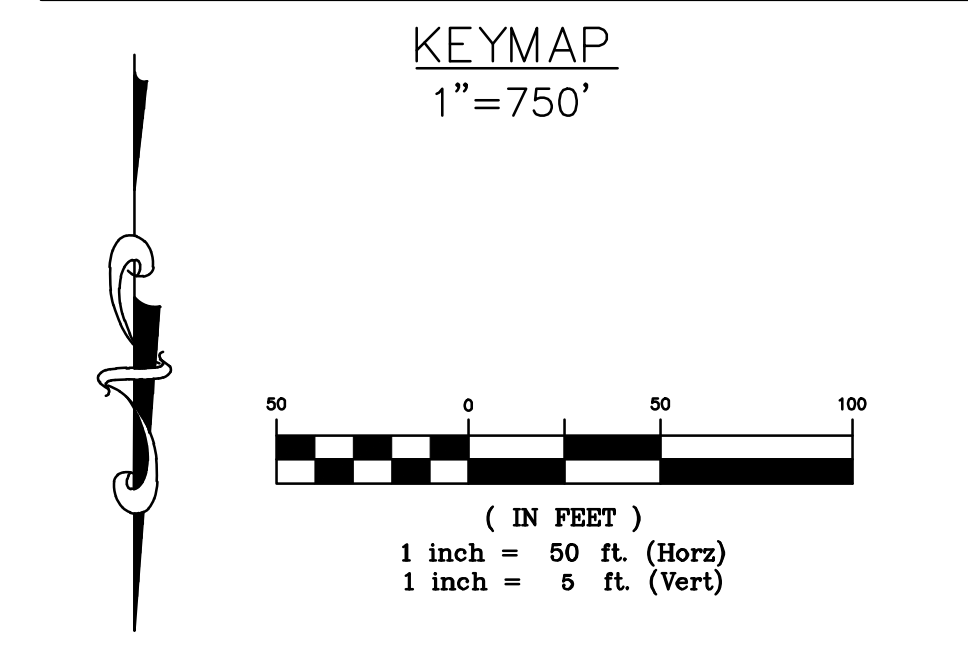 KEYMAP
1”=750’
50 0 50 100
( IN FEET )
1 inch = 50 ft. (Horz)
1 inch = 5 ft. (Vert)